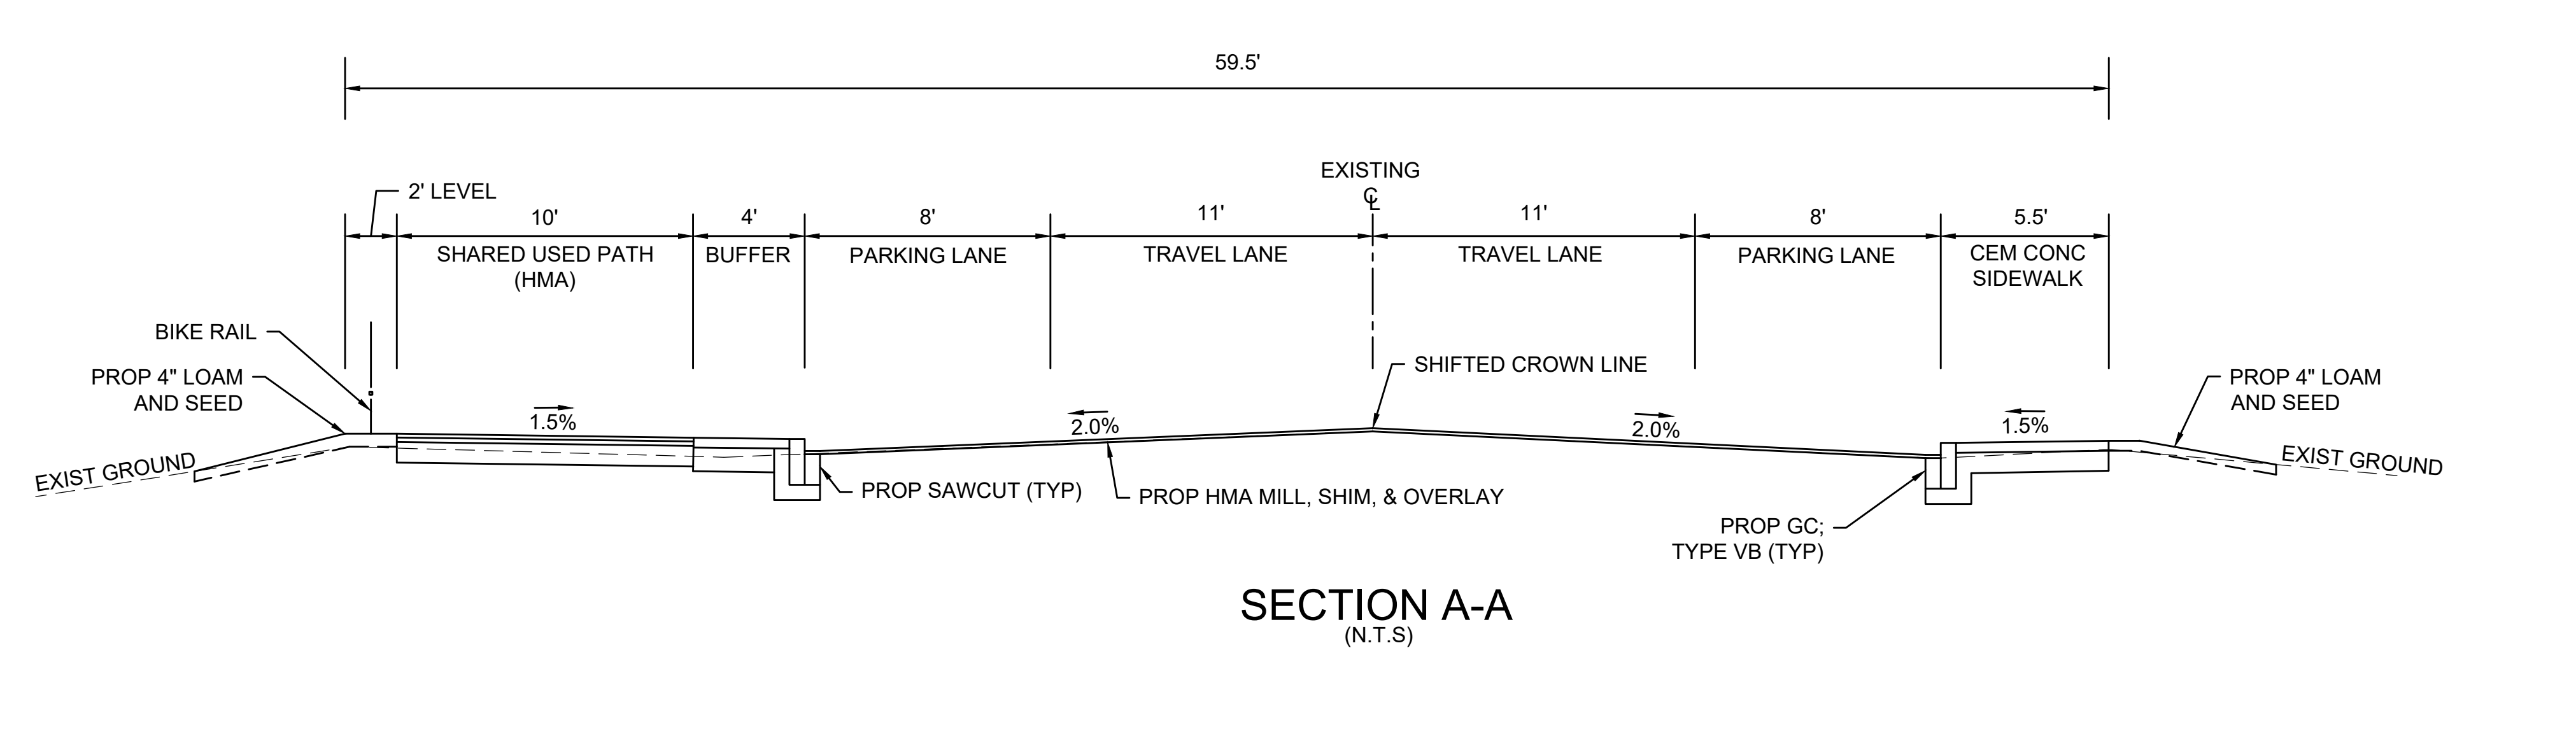 59.5'
EXISTING
℄
2' LEVEL
10'
4'
8'
11'
11'
8'
5.5'
SHARED USED PATH
(HMA)
BUFFER
PARKING LANE
TRAVEL LANE
TRAVEL LANE
PARKING LANE
CEM CONC
SIDEWALK
BIKE RAIL
PROP 4" LOAM
AND SEED
SHIFTED CROWN LINE
PROP 4" LOAM
AND SEED
1.5%
2.0%
2.0%
1.5%
EXIST GROUND
EXIST GROUND
PROP SAWCUT (TYP)
PROP HMA MILL, SHIM, & OVERLAY
PROP GC;
TYPE VB (TYP)
SECTION A-A
(N.T.S)